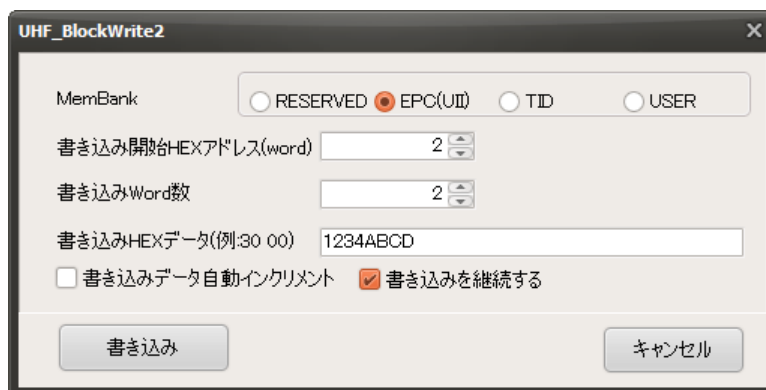 UHF_BlockWrite2
MemBank RESERVED EPC(UII) TID USER
書き込み開始HEXアドレス(word) 2
書き込みWord数 2
書き込みHEXデータ(例:30 00) 1234ABCD
書き込みデータ自動インクリメント 書き込みを継続する
書き込み キャンセル